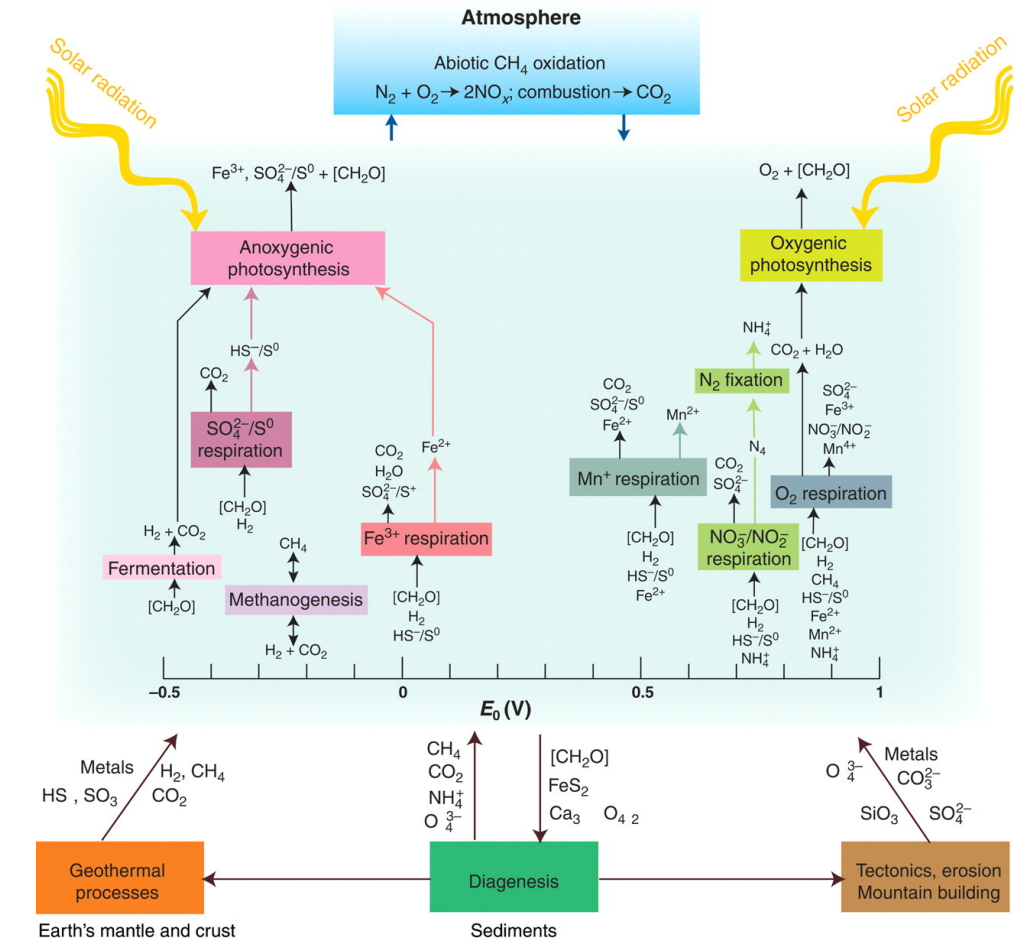 Atmosphere
Abiotic CH₄ oxidation
N₂ + O₂ → 2NOₓ; combustion → CO₂
Solar radiation
Solar radiation
Fe³⁺, SO₄²⁻/S⁰ + [CH₂O]
O₂ + [CH₂O]
Anoxygenic
photosynthesis
Oxygenic
photosynthesis
HS⁻/S⁰
CO₂
SO₄²⁻/S⁰
respiration
[CH₂O]
H₂
H₂ + CO₂
Fermentation
[CH₂O]
CH₄
Methanogenesis
H₂ + CO₂
Fe²⁺
CO₂
H₂O
SO₄²⁻/S⁺
Fe³⁺ respiration
[CH₂O]
H₂
HS⁻/S⁰
CO₂
SO₄²⁻/S⁰
Fe²⁺
Mn²⁺
Mn⁺ respiration
[CH₂O]
H₂
HS⁻/S⁰
Fe²⁺
NH₄⁺
N₂ fixation
N₄
CO₂
SO₄²⁻
NO₃⁻/NO₂⁻
respiration
[CH₂O]
H₂
HS⁻/S⁰
NH₄⁺
CO₂ + H₂O
SO₄²⁻
Fe³⁺
NO₃⁻/NO₂⁻
Mn⁴⁺
O₂ respiration
[CH₂O]
H₂
CH₄
HS⁻/S⁰
Fe²⁺
Mn²⁺
NH₄⁺
–0.5 0 0.5 1
E₀ (V)
Metals
H₂, CH₄
HS , SO₃
CO₂
CH₄
CO₂
NH₄⁺
O ₄³⁻
[CH₂O]
FeS₂
Ca₃ O₄ ₂
Metals
O ₄³⁻
CO₃²⁻
SiO₃
SO₄²⁻
Geothermal
processes
Diagenesis
Tectonics, erosion
Mountain building
Earth's mantle and crust
Sediments